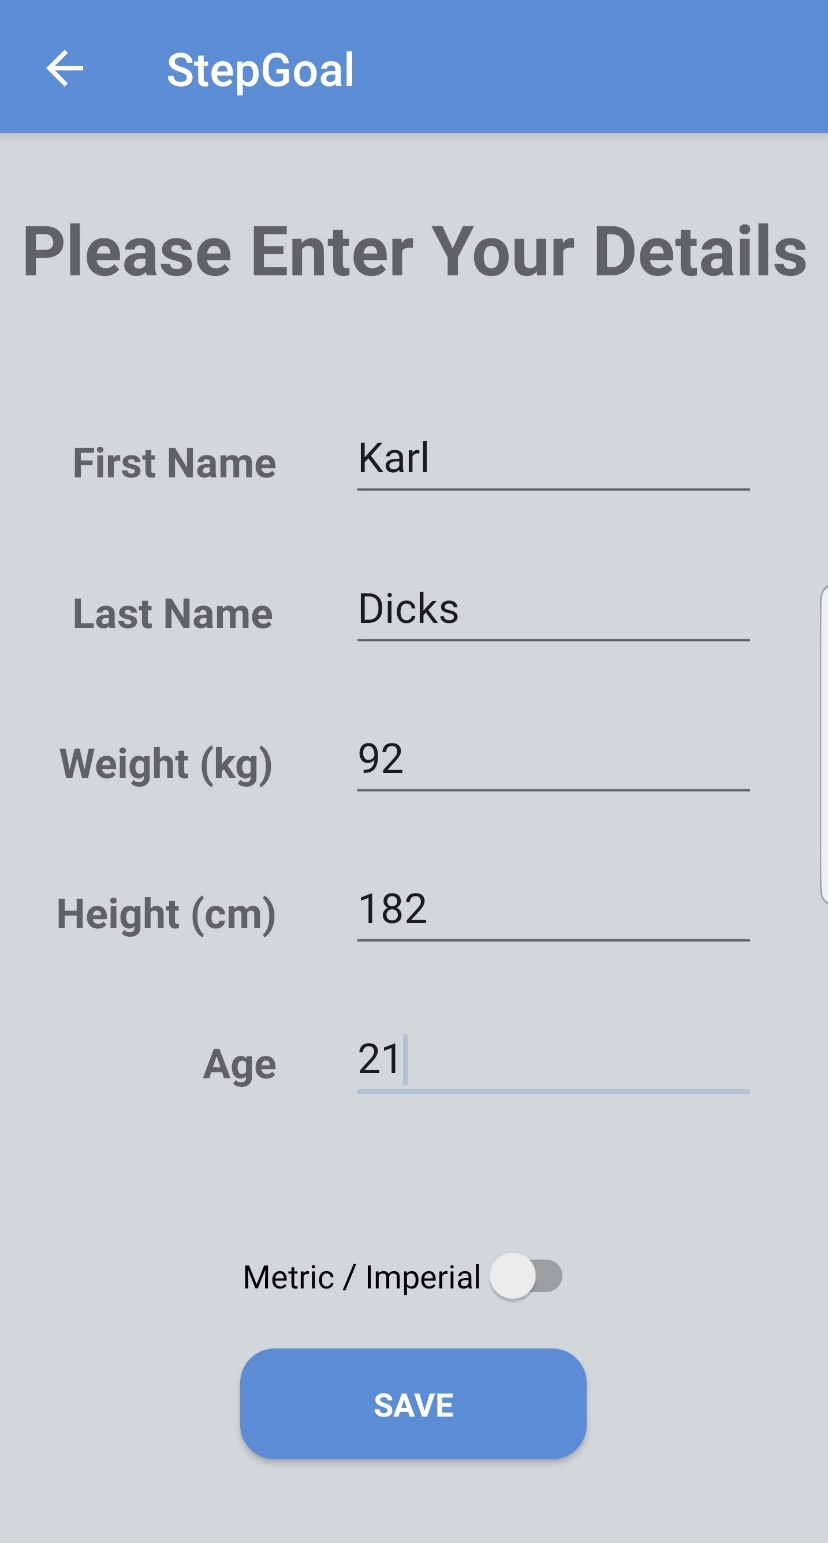 StepGoal
Please Enter Your Details
First Name Karl
Last Name Dicks
Weight (kg) 92
Height (cm) 182
Age 21
Metric / Imperial
SAVE